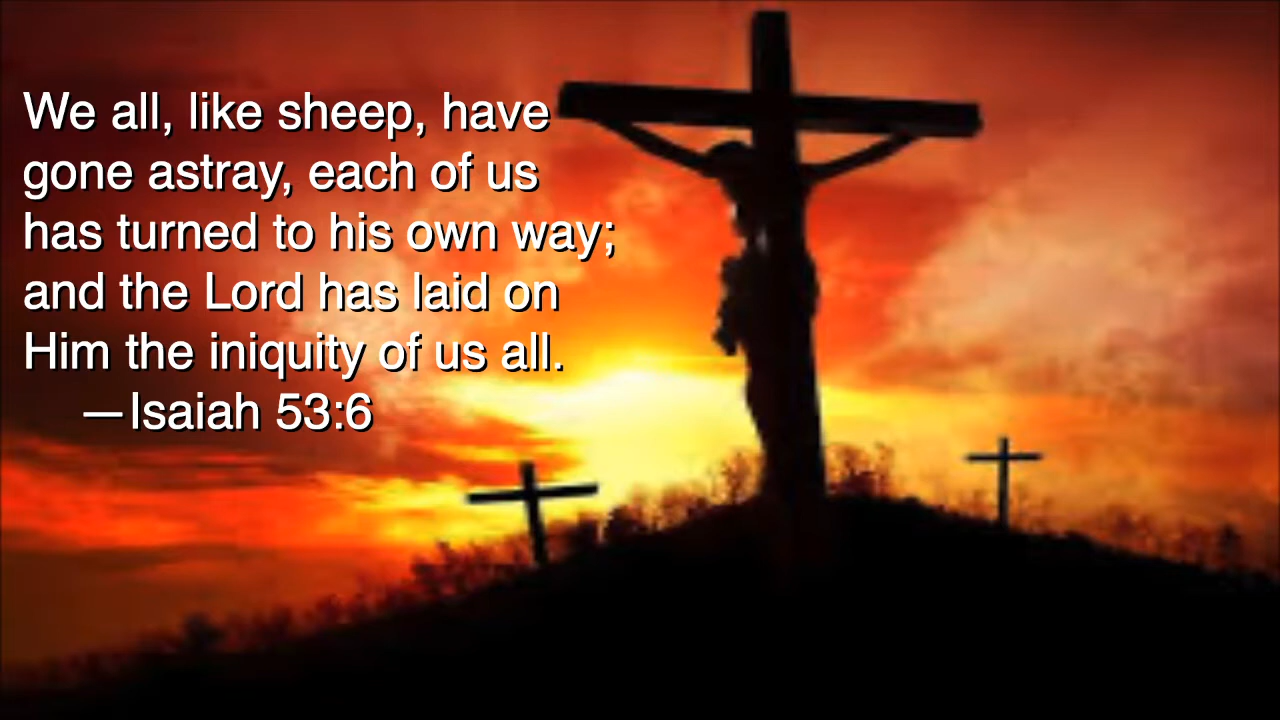 We all, like sheep, have
gone astray, each of us
has turned to his own way;
and the Lord has laid on
Him the iniquity of us all.
—Isaiah 53:6